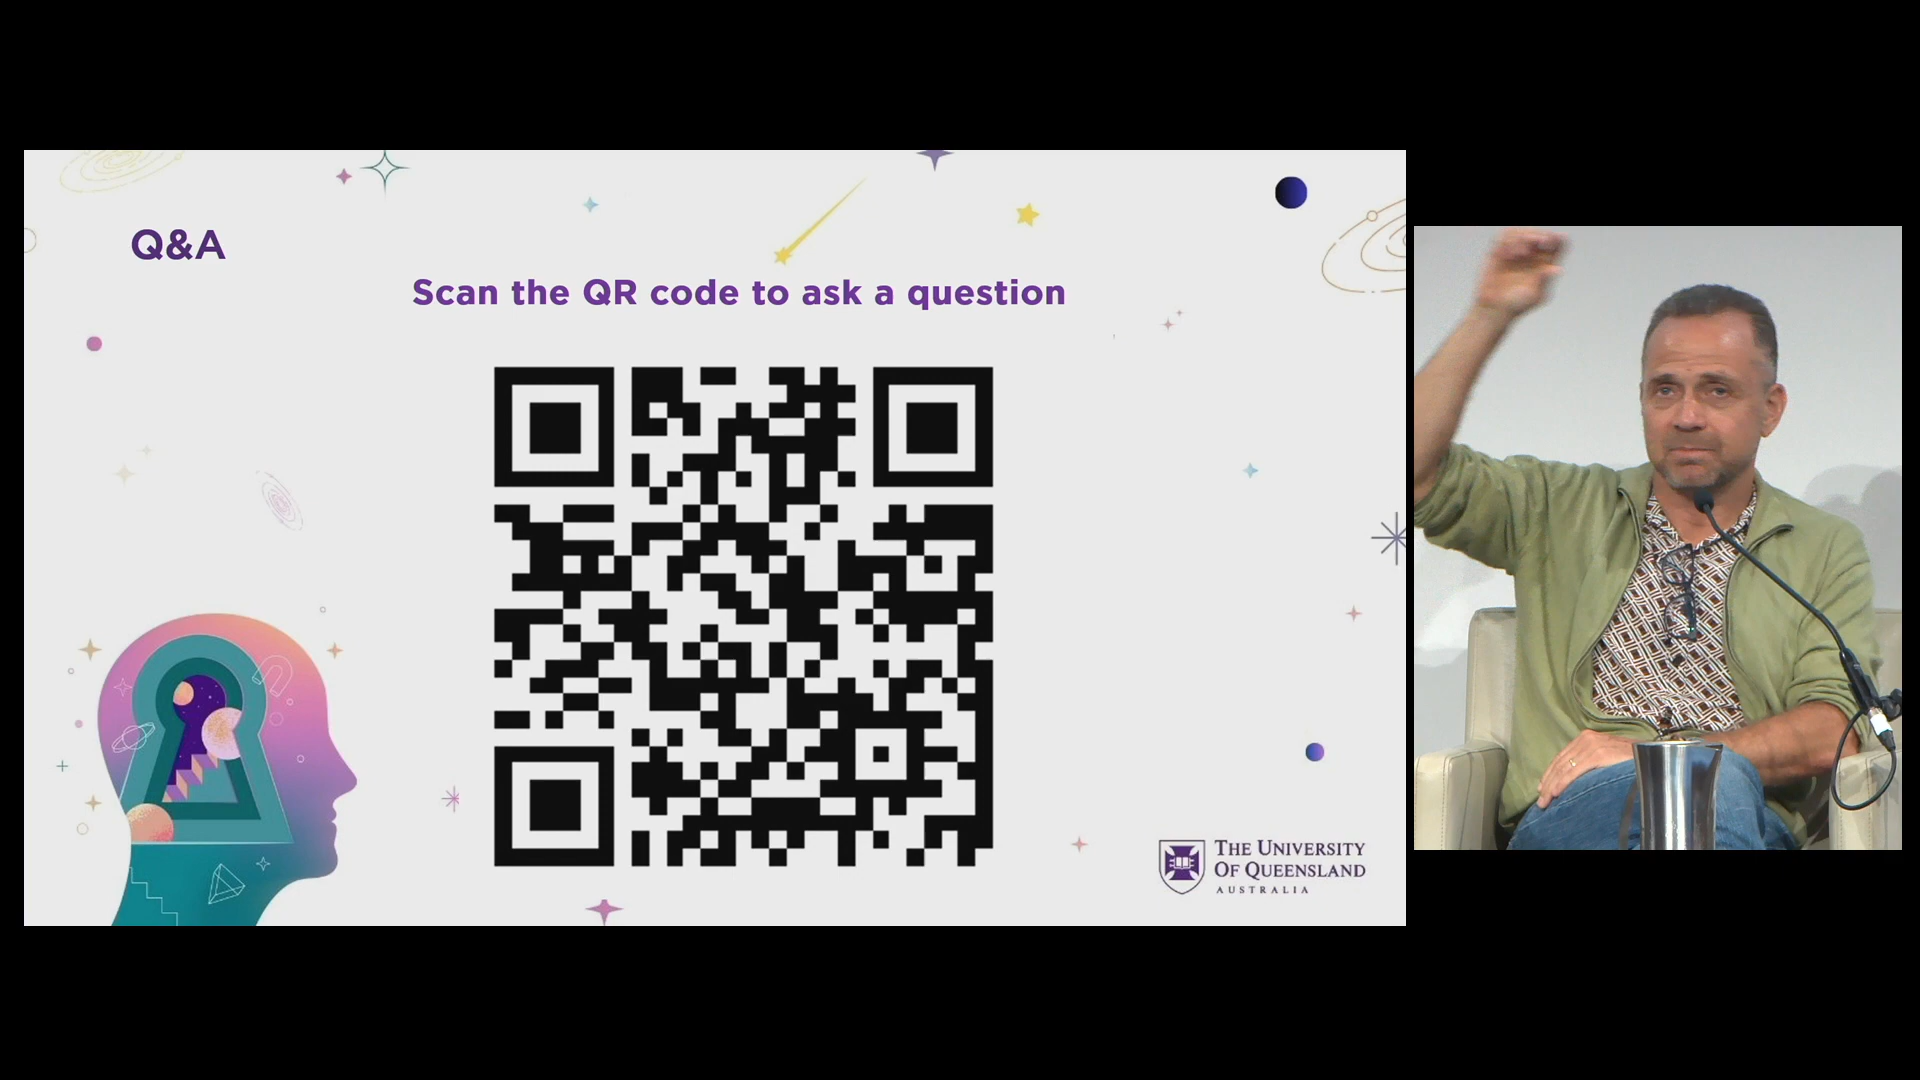 Q&A
Scan the QR code to ask a question
THE UNIVERSITY
OF QUEENSLAND
AUSTRALIA